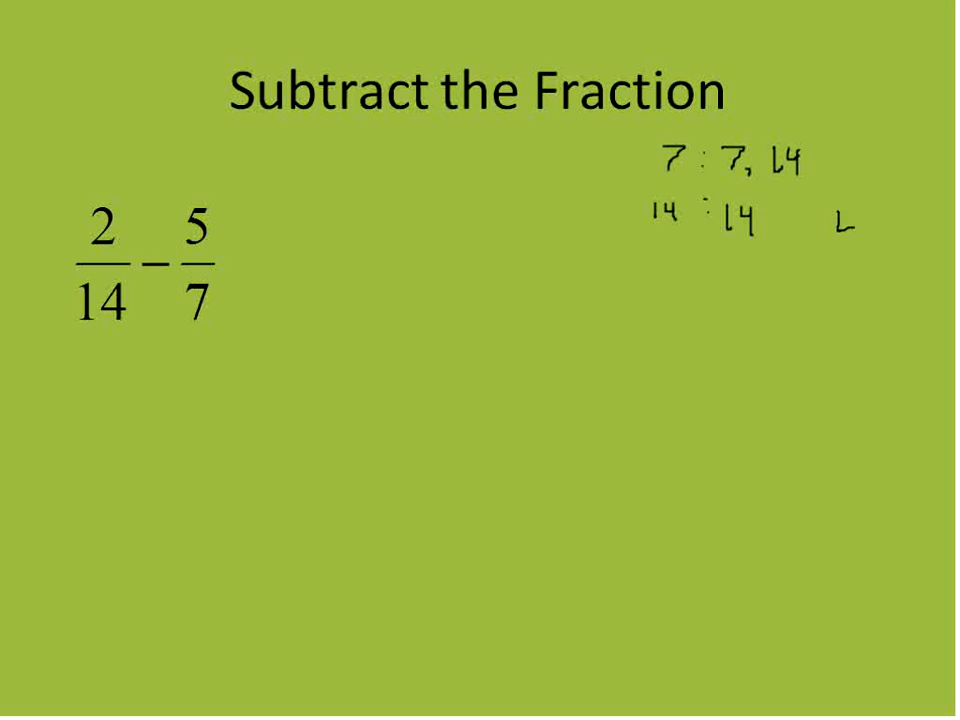 Subtract the Fraction
7 : 7, 14
14 : 14 L
2/14 − 5/7